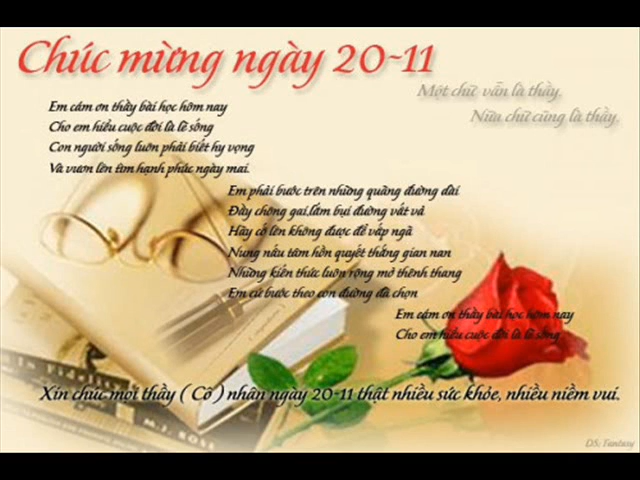 Chúc mừng ngày 20-11
Một chữ vẫn là thầy.
Nửa chữ cũng là thầy.
Em cám ơn thầy bài học hôm nay
Cho em hiểu cuộc đời là lẽ sống
Con người sống luôn phải biết hy vọng
Và vươn lên tìm hạnh phúc ngày mai.
Em phải bước trên những quãng đường dài
Đầy chông gai,lấm bụi đường vất vả
Hãy cố lên không được để vấp ngã
Nung nấu tâm hồn quyết thắng gian nan
Những kiến thức luôn rộng mở thênh thang
Em cứ bước theo con đường đã chọn
Em cám ơn thầy bài học hôm nay
Cho em hiểu cuộc đời là lẽ sống
Xin chúc mọi thầy ( Cô ) nhân ngày 20-11 thật nhiều sức khỏe, nhiều niềm vui.
M.J. ROSE
DS: Fantasy